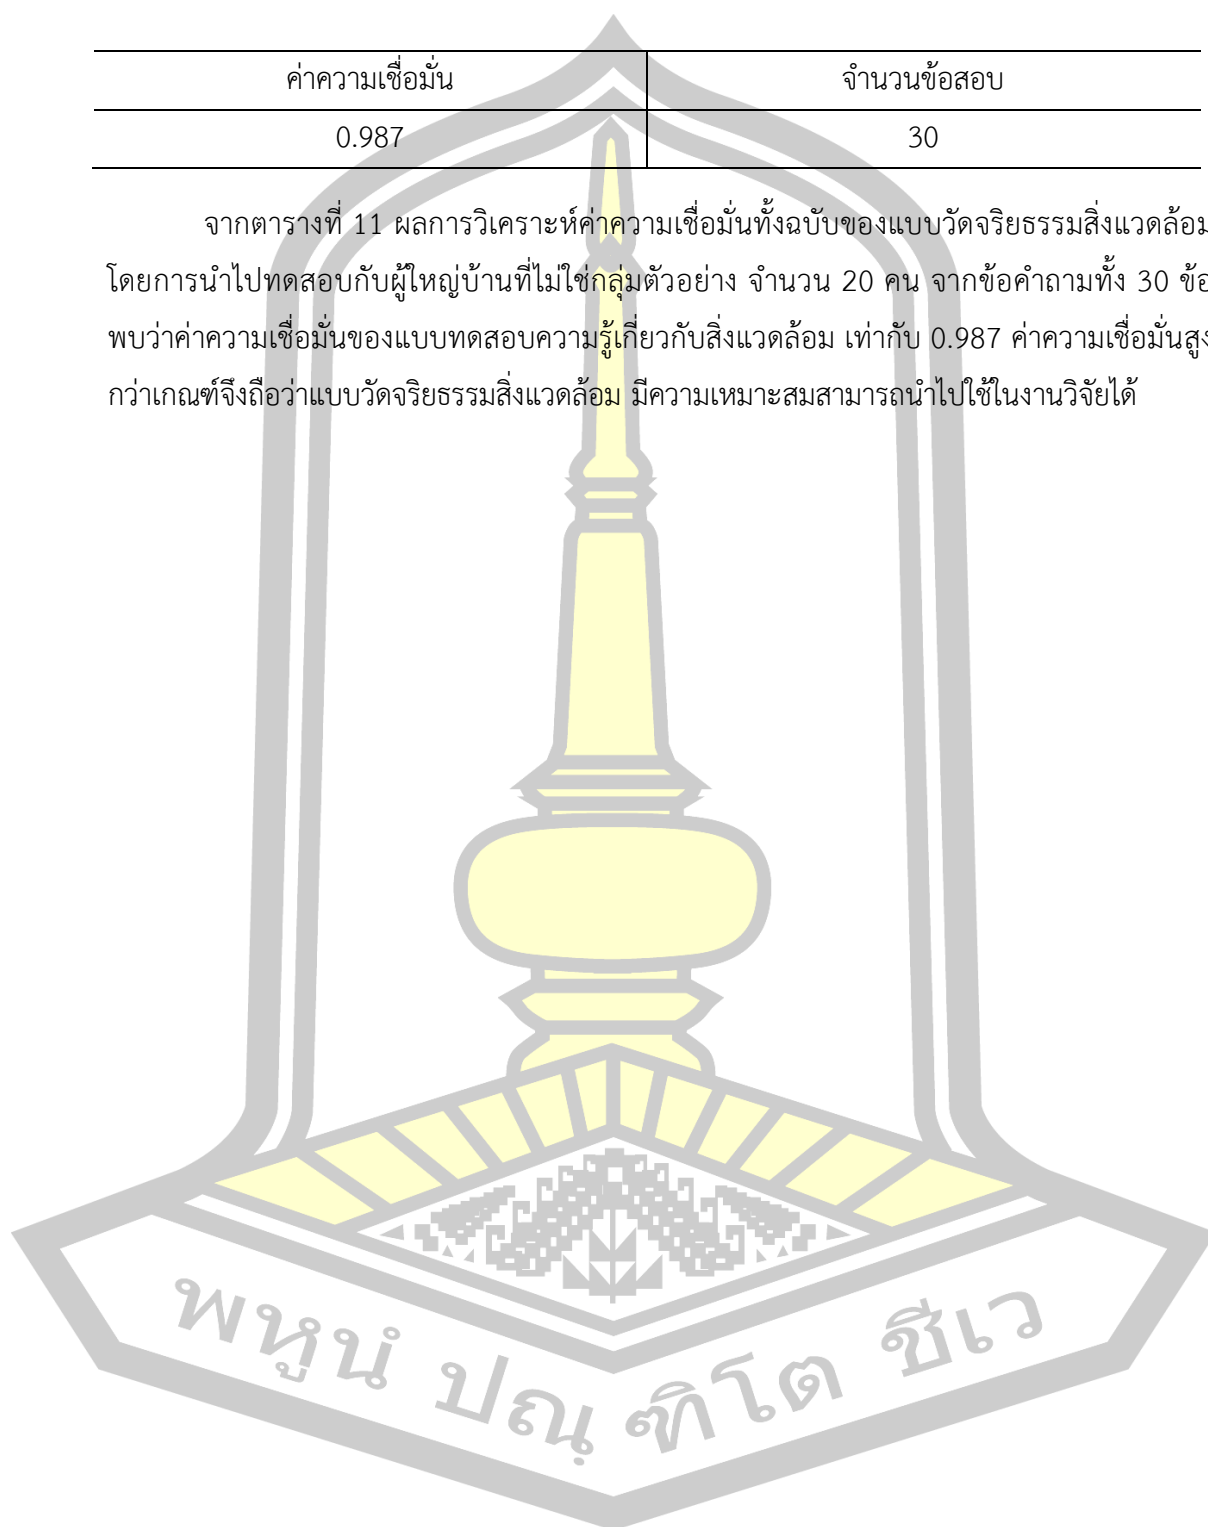 ค่าความเชื่อมั่น จำนวนข้อสอบ
0.987 30
จากตารางที่ 11 ผลการวิเคราะห์ค่าความเชื่อมั่นทั้งฉบับของแบบวัดจริยธรรมสิ่งแวดล้อม
โดยการนำไปทดสอบกับผู้ใหญ่บ้านที่ไม่ใช่กลุ่มตัวอย่าง จำนวน 20 คน จากข้อคำถามทั้ง 30 ข้อ
พบว่าค่าความเชื่อมั่นของแบบทดสอบความรู้เกี่ยวกับสิ่งแวดล้อม เท่ากับ 0.987 ค่าความเชื่อมั่นสูง
กว่าเกณฑ์จึงถือว่าแบบวัดจริยธรรมสิ่งแวดล้อม มีความเหมาะสมสามารถนำไปใช้ในงานวิจัยได้
พหูนํ ปณฺฑิโต ชีเว